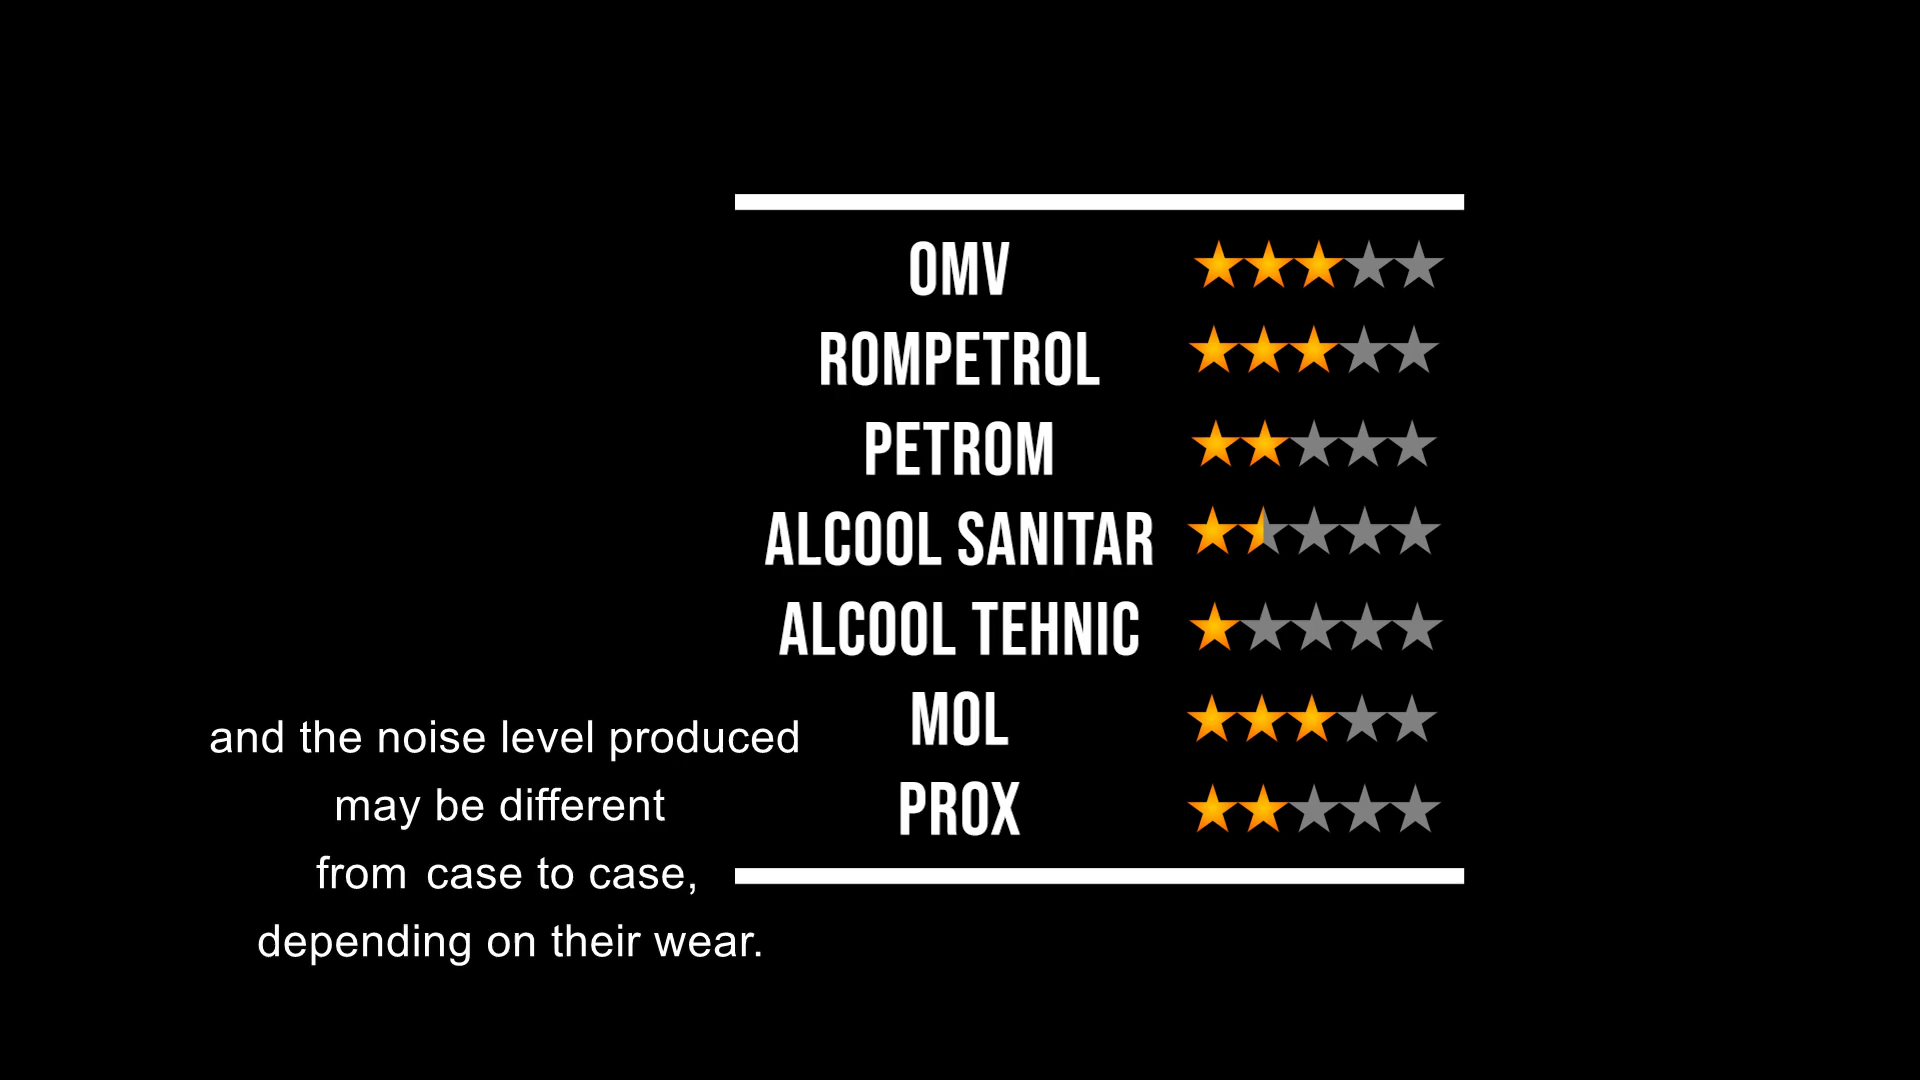 OMV
ROMPETROL
PETROM
ALCOOL SANITAR
ALCOOL TEHNIC
MOL
PROX
and the noise level produced
may be different
from case to case,
depending on their wear.